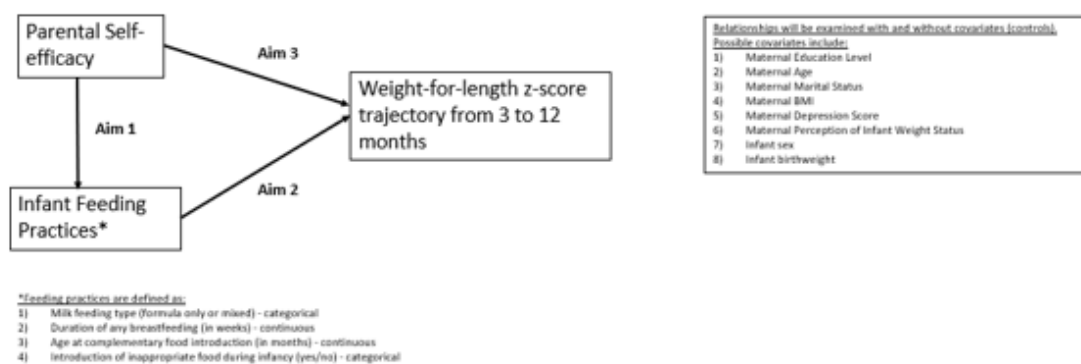 Parental Self-
efficacy
Aim 3
Weight-for-length z-score
trajectory from 3 to 12
months
Aim 1
Aim 2
Infant Feeding
Practices*
Relationships will be examined with and without covariates (controls).
Possible covariates include:
1) Maternal Education Level
2) Maternal Age
3) Maternal Marital Status
4) Maternal BMI
5) Maternal Depression Score
6) Maternal Perception of Infant Weight Status
7) Infant sex
8) Infant birthweight
*Feeding practices are defined as:
1) Milk feeding type (formula only or mixed) - categorical
2) Duration of any breastfeeding (in weeks) - continuous
3) Age at complementary food introduction (in months) - continuous
4) Introduction of inappropriate food during infancy (yes/no) - categorical